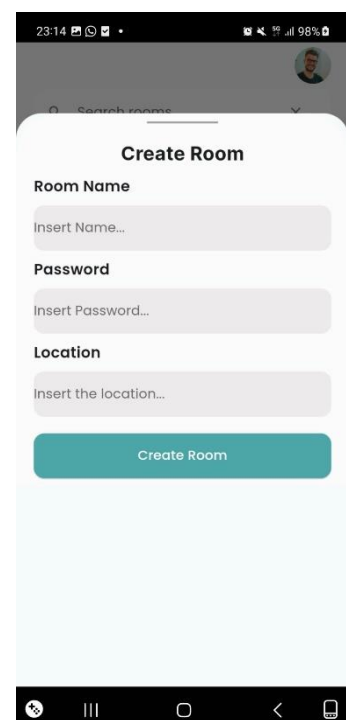 23:14 5G 98%
Search rooms
Create Room
Room Name
Insert Name...
Password
Insert Password...
Location
Insert the location...
Create Room